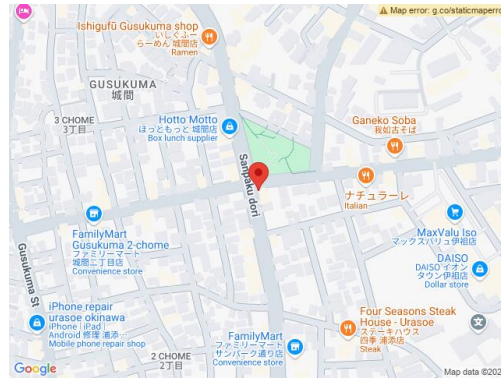 Map error: g.co/staticmaperro
Ishigufū Gusukuma shop
いしぐふー
らーめん 城間店
Ramen
GUSUKUMA
城間
3 CHOME
3丁目
Hotto Motto
ほっともっと 城間店
Box lunch supplier
Ganeko Soba
我如古そば
Sanpaku dori
ナチュラーレ
Italian
FamilyMart
Gusukuma 2-chome
ファミリーマート
城間二丁目店
Convenience store
MaxValu Iso
マックスバリュ伊祖店
DAISO
DAISO イオン
タウン伊祖店
Dollar store
Gusukuma St
iPhone repair
urasoe okinawa
iPhone | iPad |
Android 修理 浦添...
Mobile phone repair shop
Four Seasons Steak
House - Urasoe
ステーキハウス
四季 浦添店
Steak
FamilyMart
ファミリーマート
サンパーク通り店
Convenience store
2 CHOME
2丁目
Google
Map data ©202